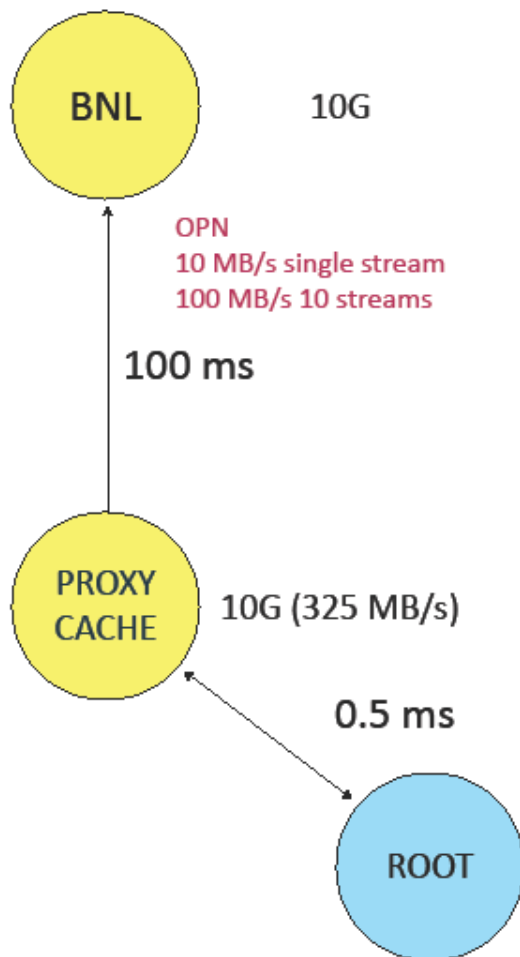 BNL
10G
OPN
10 MB/s single stream
100 MB/s 10 streams
100 ms
PROXY
CACHE
10G (325 MB/s)
0.5 ms
ROOT